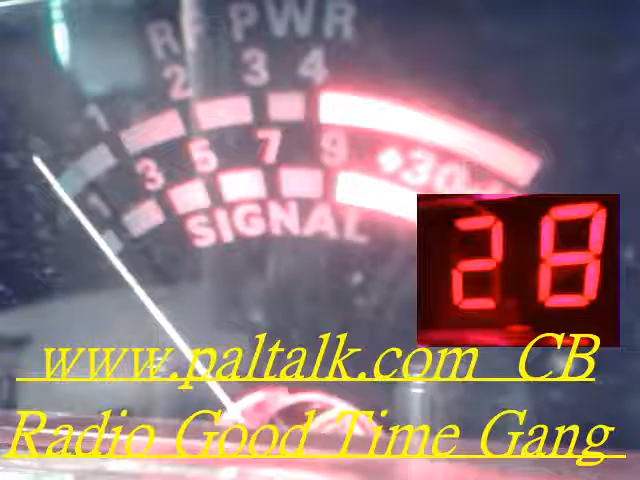 RF PWR
1 2 3 4
1 3 5 7 9 +30
SIGNAL
28
www.paltalk.com CB
Radio Good Time Gang